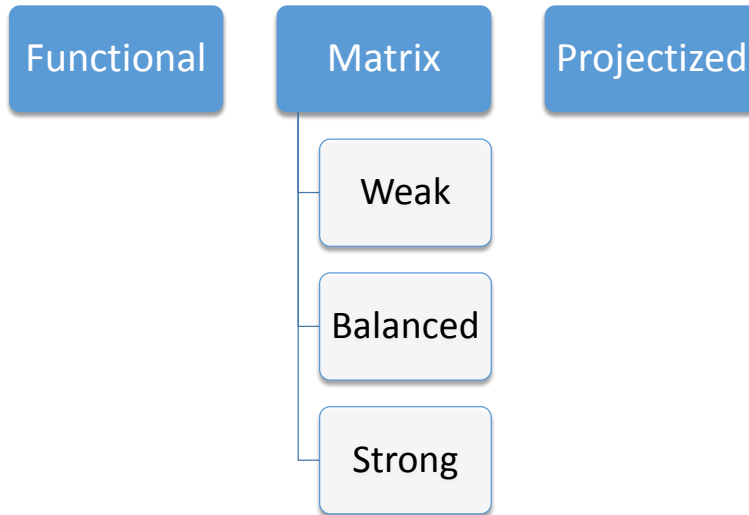 Functional
Matrix
Projectized
Weak
Balanced
Strong